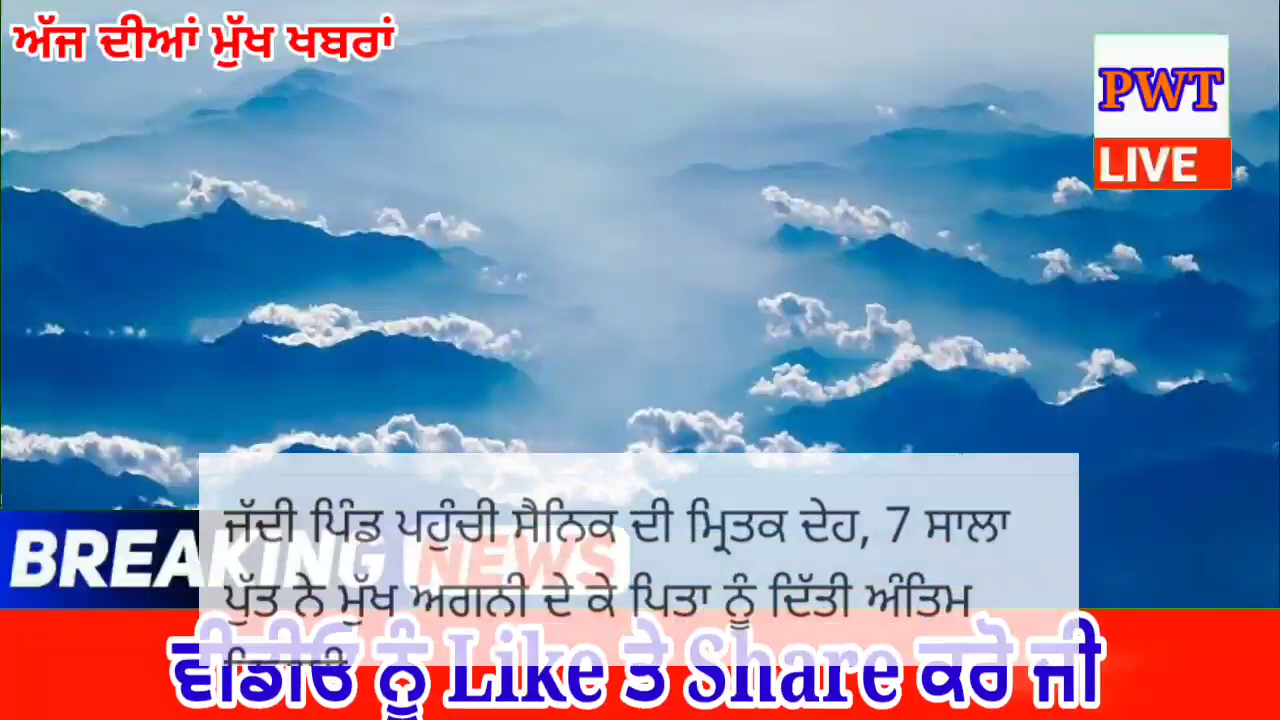 ਅੱਜ ਦੀਆਂ ਮੁੱਖ ਖਬਰਾਂ
PWT
LIVE
ਜੱਦੀ ਪਿੰਡ ਪਹੁੰਚੀ ਸੈਨਿਕ ਦੀ ਮ੍ਰਿਤਕ ਦੇਹ, 7 ਸਾਲਾ
BREAKING NEWS
ਪੁੱਤ ਨੇ ਮੁੱਖ ਅਗਨੀ ਦੇ ਕੇ ਪਿਤਾ ਨੂੰ ਦਿੱਤੀ ਅੰਤਿਮ
ਵੀਡੀਓ ਨੂੰ Like ਤੇ Share ਕਰੋ ਜੀ